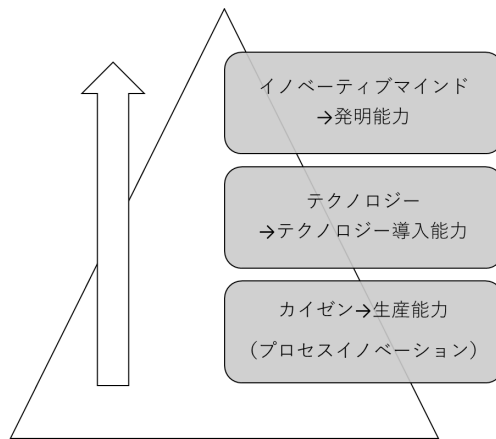 イノベーティブマインド
→発明能力
テクノロジー
→テクノロジー導入能力
カイゼン→生産能力
(プロセスイノベーション)